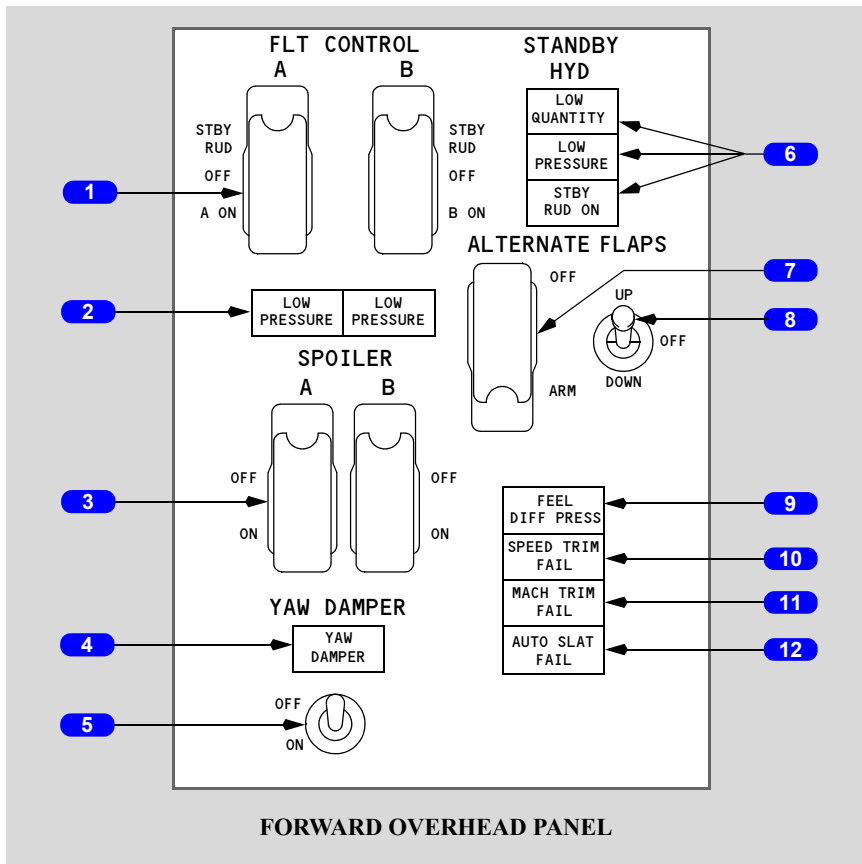 FLT CONTROL
A
B
STBY
RUD
OFF
A ON
STBY
RUD
OFF
B ON
1
STANDBY
HYD
LOW
QUANTITY
LOW
PRESSURE
STBY
RUD ON
6
2
LOW
PRESSURE
LOW
PRESSURE
ALTERNATE FLAPS
OFF
ARM
7
UP
OFF
DOWN
8
SPOILER
A
B
OFF
ON
OFF
ON
3
FEEL
DIFF PRESS
9
SPEED TRIM
FAIL
10
MACH TRIM
FAIL
11
AUTO SLAT
FAIL
12
YAW DAMPER
4
YAW
DAMPER
5
OFF
ON
FORWARD OVERHEAD PANEL